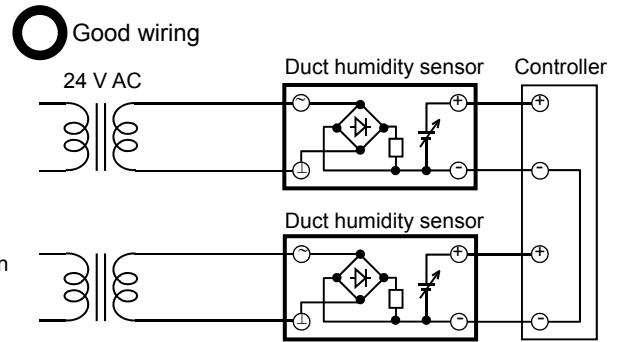 Good wiring
24 V AC
Duct humidity sensor
Controller
~ + +
⊥ - -
Duct humidity sensor
n
~ + +
⊥ - -